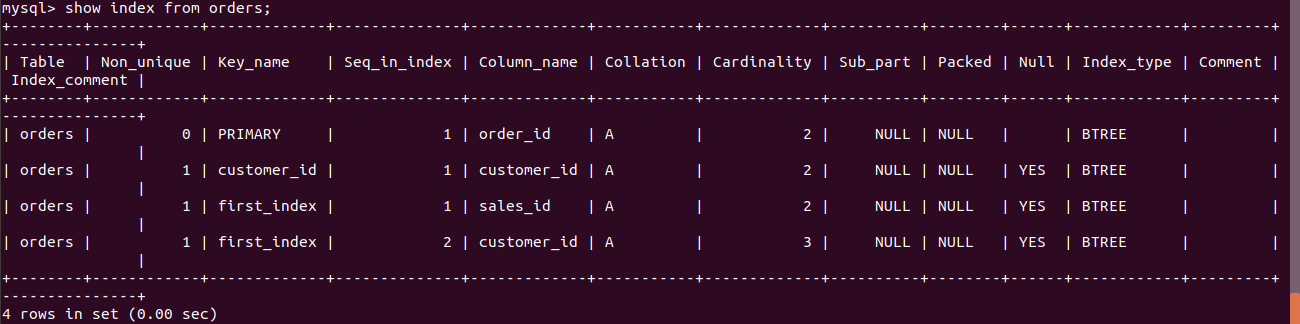 mysql> show index from orders;
+--------+------------+-------------+--------------+-------------+-----------+-------------+----------+--------+------+------------+---------+
---------------+
| Table  | Non_unique | Key_name    | Seq_in_index | Column_name | Collation | Cardinality | Sub_part | Packed | Null | Index_type | Comment |
 Index_comment |
+--------+------------+-------------+--------------+-------------+-----------+-------------+----------+--------+------+------------+---------+
---------------+
| orders |          0 | PRIMARY     |            1 | order_id    | A         |           2 |     NULL | NULL   |      | BTREE      |         |
               |
| orders |          1 | customer_id |            1 | customer_id | A         |           2 |     NULL | NULL   | YES  | BTREE      |         |
               |
| orders |          1 | first_index |            1 | sales_id    | A         |           2 |     NULL | NULL   | YES  | BTREE      |         |
               |
| orders |          1 | first_index |            2 | customer_id | A         |           3 |     NULL | NULL   | YES  | BTREE      |         |
               |
+--------+------------+-------------+--------------+-------------+-----------+-------------+----------+--------+------+------------+---------+
---------------+
4 rows in set (0.00 sec)